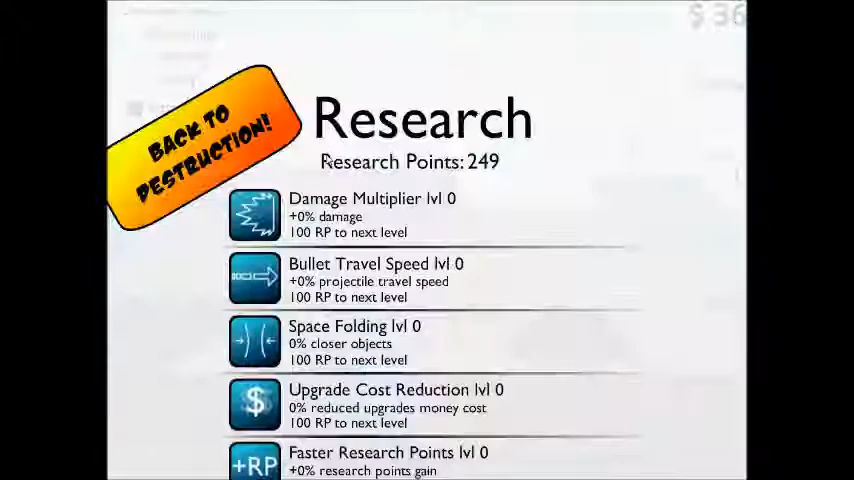 $ 36
BACK TO
DESTRUCTION!
Research
Research Points: 249
Damage Multiplier lvl 0
+0% damage
100 RP to next level
Bullet Travel Speed lvl 0
+0% projectile travel speed
100 RP to next level
Space Folding lvl 0
0% closer objects
100 RP to next level
$
Upgrade Cost Reduction lvl 0
0% reduced upgrades money cost
100 RP to next level
+RP
Faster Research Points lvl 0
+0% research points gain